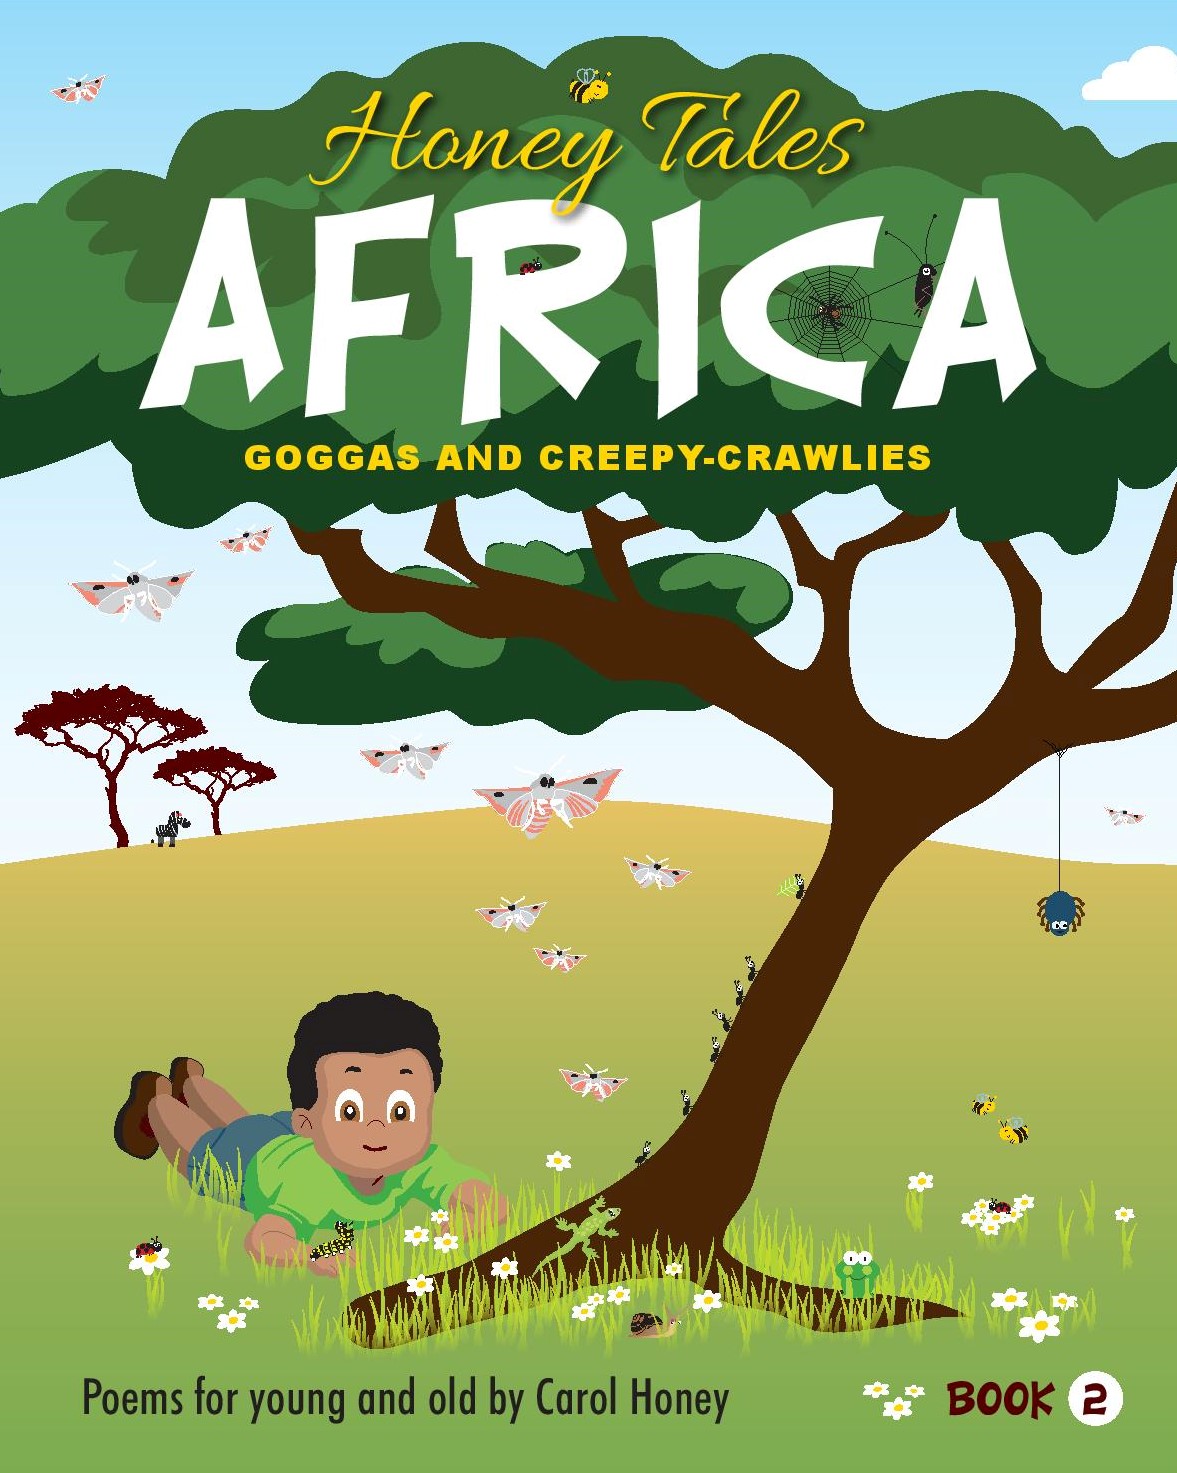 Honey Tales
AFRICA
GOGGAS AND CREEPY-CRAWLIES
Poems for young and old by Carol Honey
BOOK 2